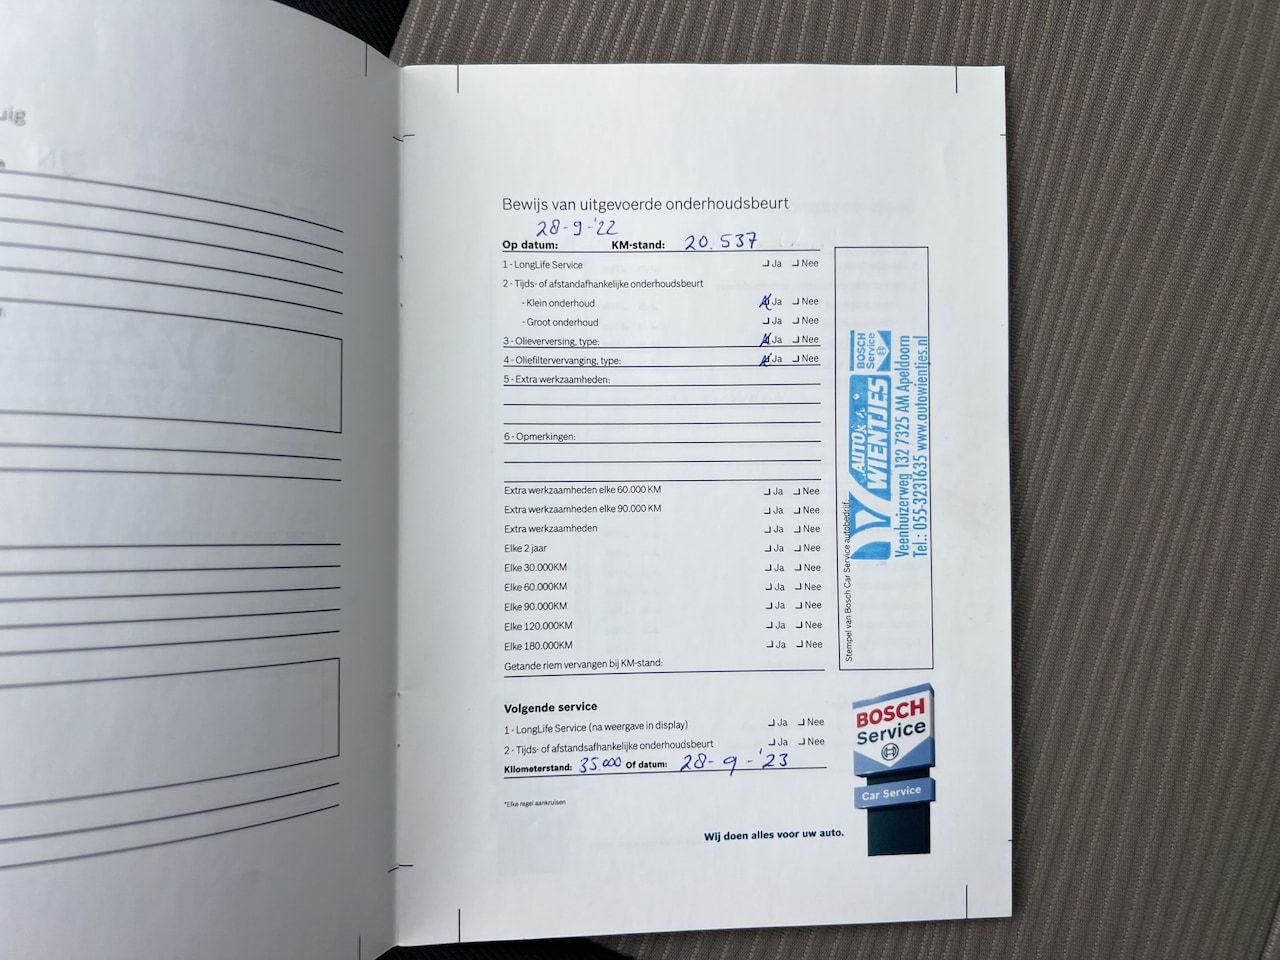 uig
Bewijs van uitgevoerde onderhoudsbeurt
28-9-'22
Op datum: KM-stand: 20.537
1 - LongLife Service Ja Nee
2 - Tijds- of afstandafhankelijke onderhoudsbeurt
- Klein onderhoud Ja Nee
- Groot onderhoud Ja Nee
3 - Olieverversing, type: Ja Nee
4 - Oliefiltervervanging, type: Ja Nee
5 - Extra werkzaamheden:
6 - Opmerkingen:
Extra werkzaamheden elke 60.000 KM Ja Nee
Extra werkzaamheden elke 90.000 KM Ja Nee
Extra werkzaamheden Ja Nee
Elke 2 jaar Ja Nee
Elke 30.000KM Ja Nee
Elke 60.000KM Ja Nee
Elke 90.000KM Ja Nee
Elke 120.000KM Ja Nee
Elke 180.000KM Ja Nee
Getande riem vervangen bij KM-stand:
Stempel van Bosch Car Service autobedrijf:
AUTO
WIENTJES
BOSCH
Service
Veenhuizerweg 132 7325 AM Apeldoorn
Tel.: 055-3231635 www.autowientjes.nl
Volgende service
1 - LongLife Service (na weergave in display) Ja Nee
2 - Tijds- of afstandsafhankelijke onderhoudsbeurt Ja Nee
Kilometerstand: 35.000 Of datum: 28-9-'23
*Elke regel aankruisen
BOSCH
Service
Car Service
Wij doen alles voor uw auto.